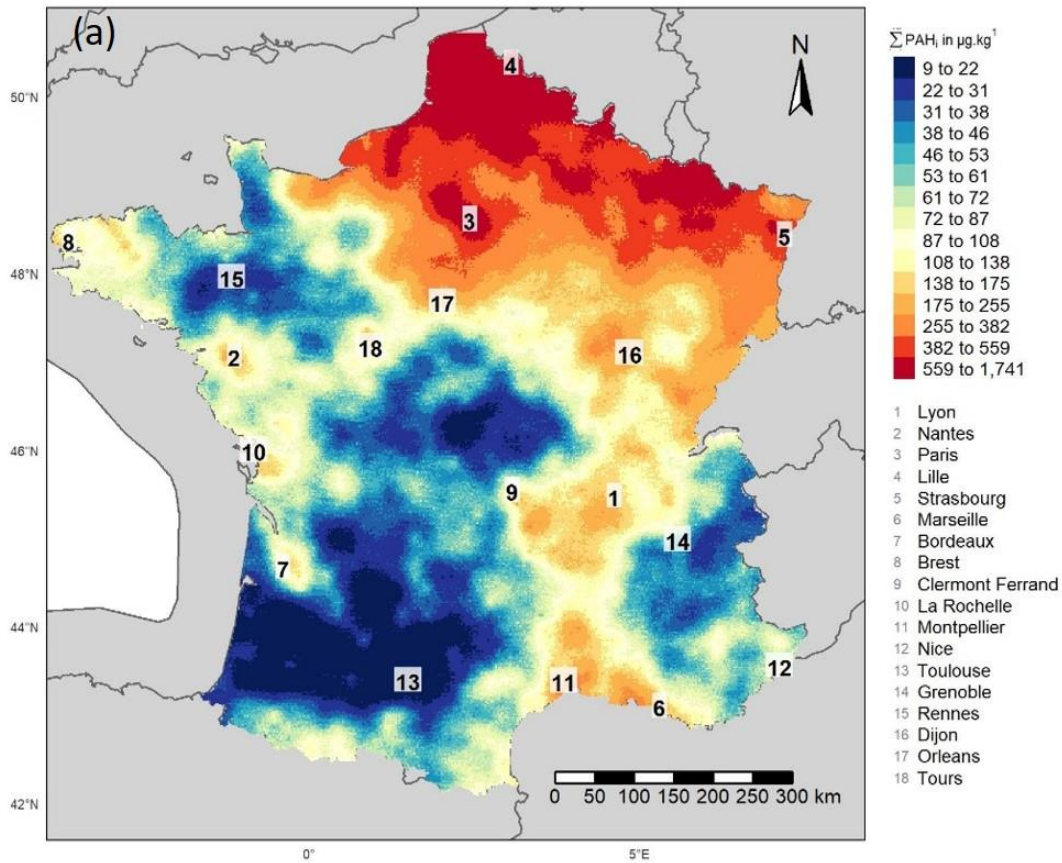 (a)
N
50°N
48°N
46°N
44°N
42°N
0°
5°E
4
3
5
8
15
17
18
2
16
10
9
1
14
7
13
11
6
12
0 50 100 150 200 250 300 km
∑ PAHᵢ in µg.kg¹
9 to 22
22 to 31
31 to 38
38 to 46
46 to 53
53 to 61
61 to 72
72 to 87
87 to 108
108 to 138
138 to 175
175 to 255
255 to 382
382 to 559
559 to 1,741
1 Lyon
2 Nantes
3 Paris
4 Lille
5 Strasbourg
6 Marseille
7 Bordeaux
8 Brest
9 Clermont Ferrand
10 La Rochelle
11 Montpellier
12 Nice
13 Toulouse
14 Grenoble
15 Rennes
16 Dijon
17 Orleans
18 Tours